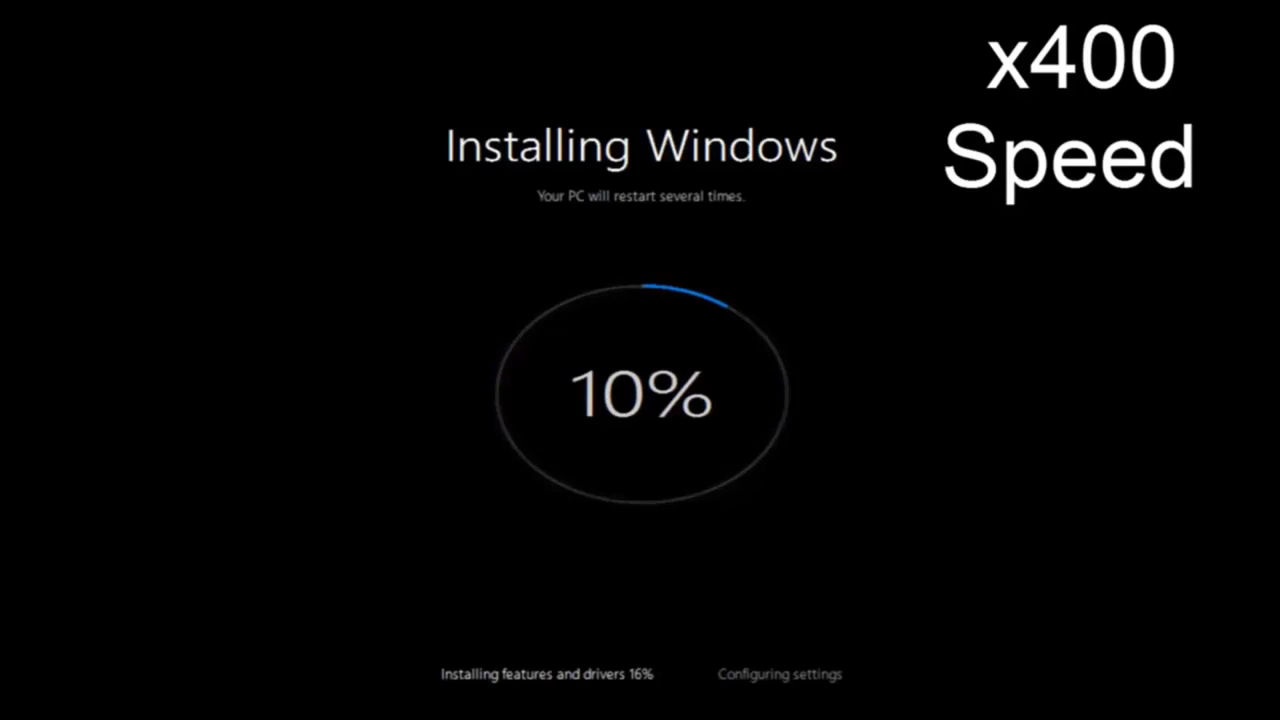 x400
Speed
Installing Windows
Your PC will restart several times.
10%
Installing features and drivers 16%
Configuring settings